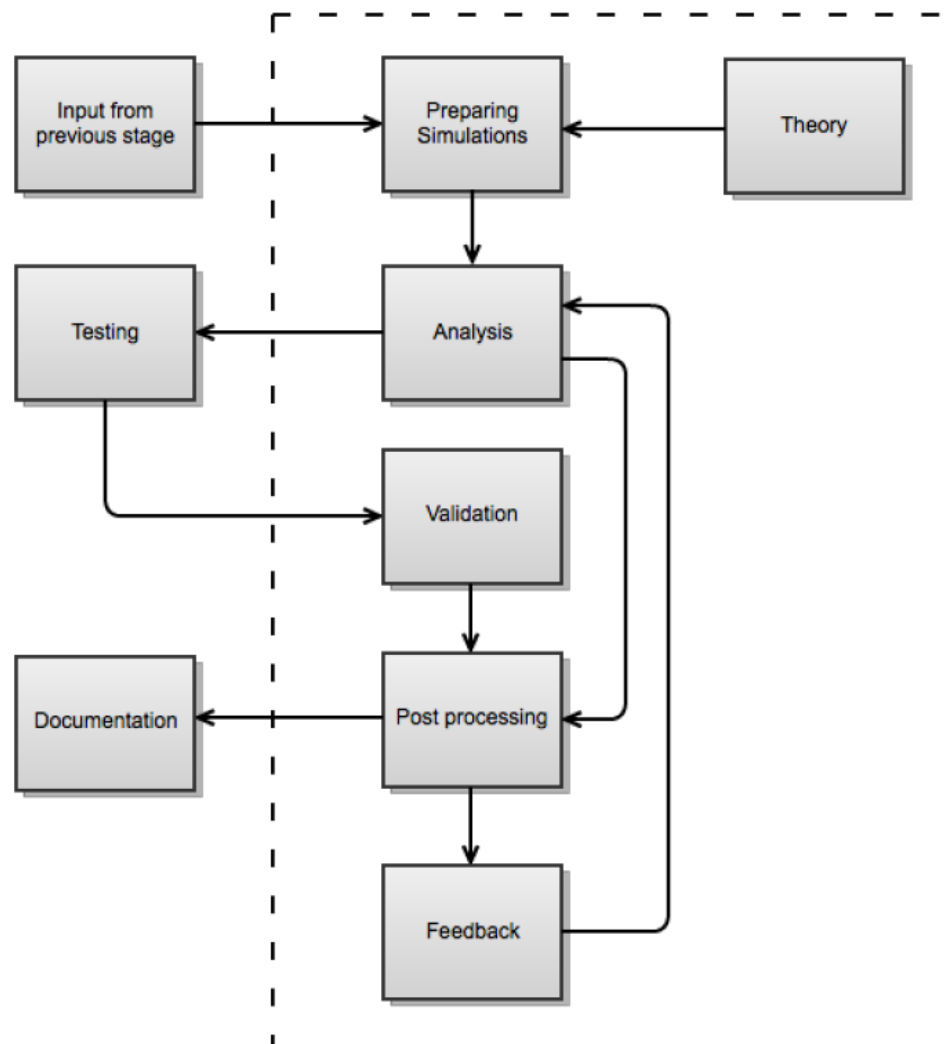 Input from
previous stage
Preparing
Simulations
Theory
Testing
Analysis
Validation
Documentation
Post processing
Feedback